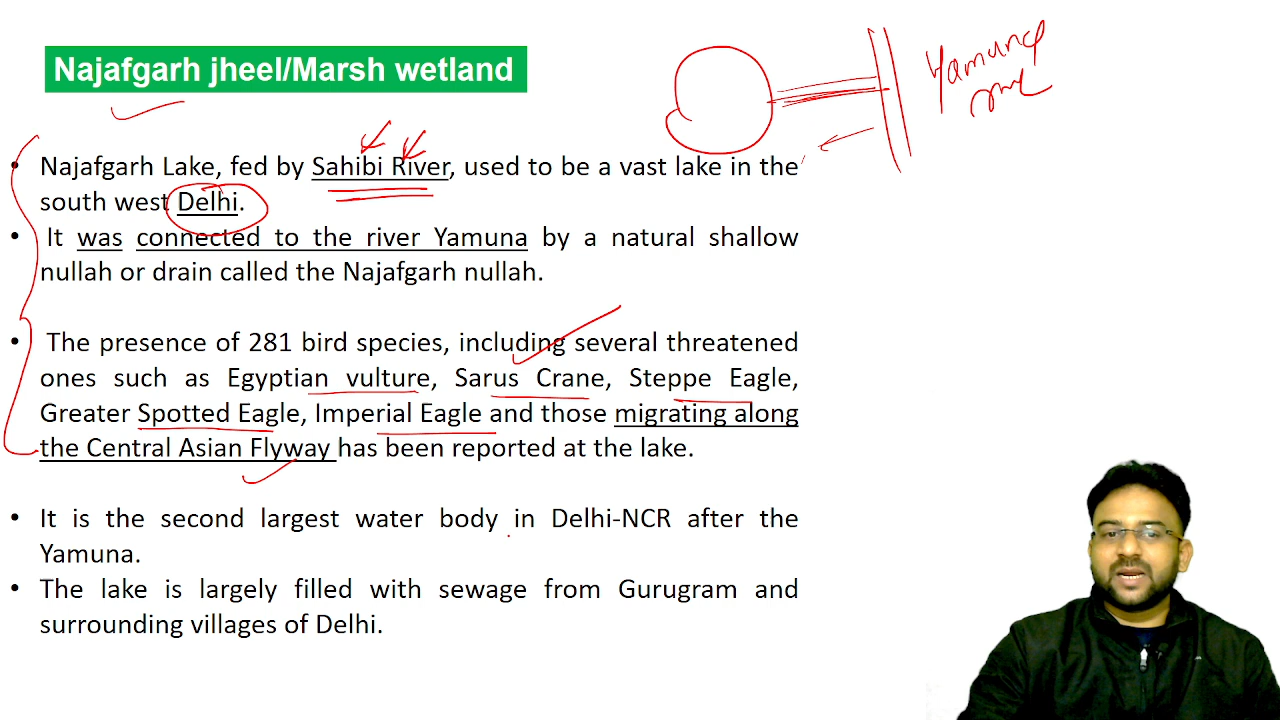 Najafgarh jheel/Marsh wetland
Yamuna
• Najafgarh Lake, fed by Sahibi River, used to be a vast lake in the
south west Delhi.
• It was connected to the river Yamuna by a natural shallow
nullah or drain called the Najafgarh nullah.
• The presence of 281 bird species, including several threatened
ones such as Egyptian vulture, Sarus Crane, Steppe Eagle,
Greater Spotted Eagle, Imperial Eagle and those migrating along
the Central Asian Flyway has been reported at the lake.
• It is the second largest water body in Delhi-NCR after the
Yamuna.
• The lake is largely filled with sewage from Gurugram and
surrounding villages of Delhi.